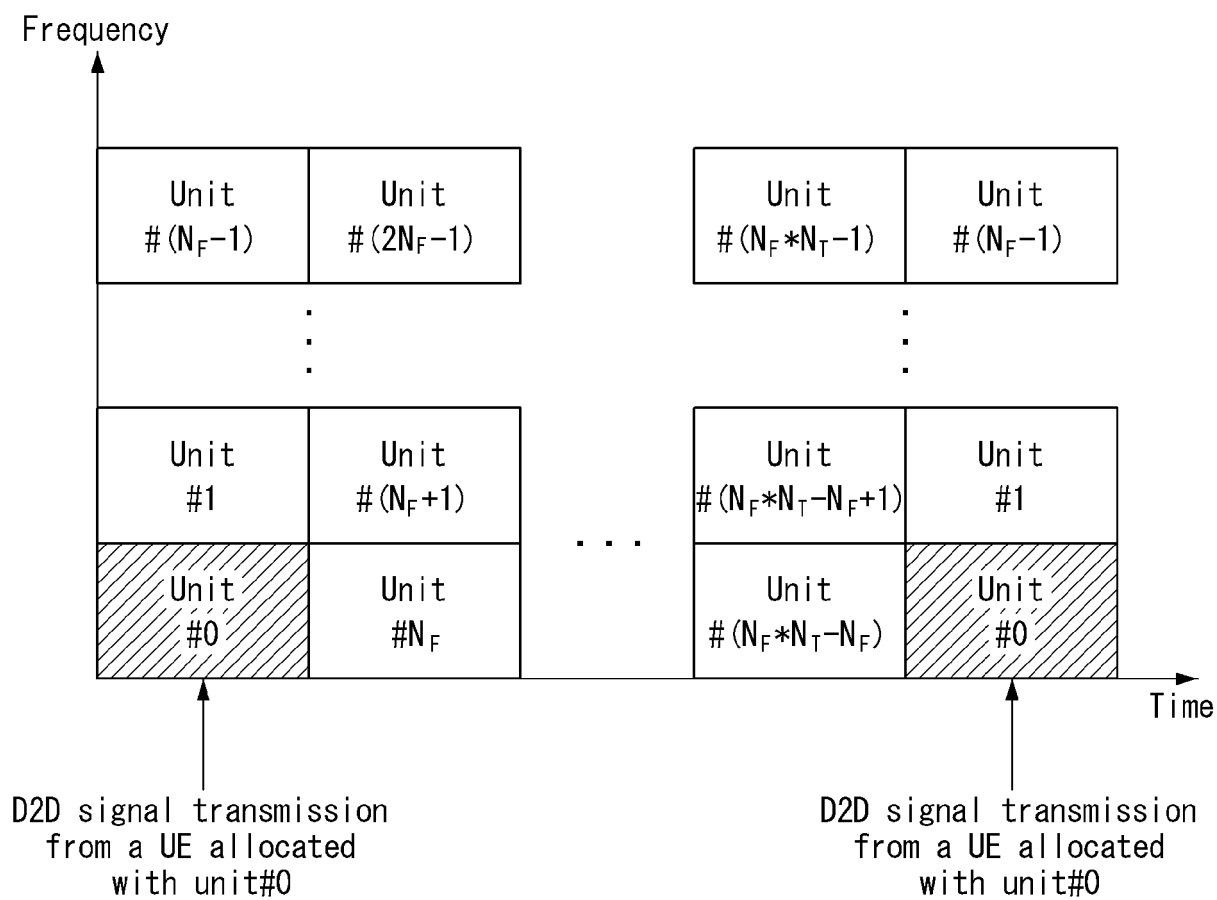 Frequency
Unit
#(N_F-1)
Unit
#(2N_F-1)
Unit
#(N_F*N_T-1)
Unit
#(N_F-1)
Unit
#1
Unit
#(N_F+1)
Unit
#(N_F*N_T-N_F+1)
Unit
#1
...
Unit
#0
Unit
#N_F
Unit
#(N_F*N_T-N_F)
Unit
#0
Time
D2D signal transmission
from a UE allocated
with unit#0
D2D signal transmission
from a UE allocated
with unit#0